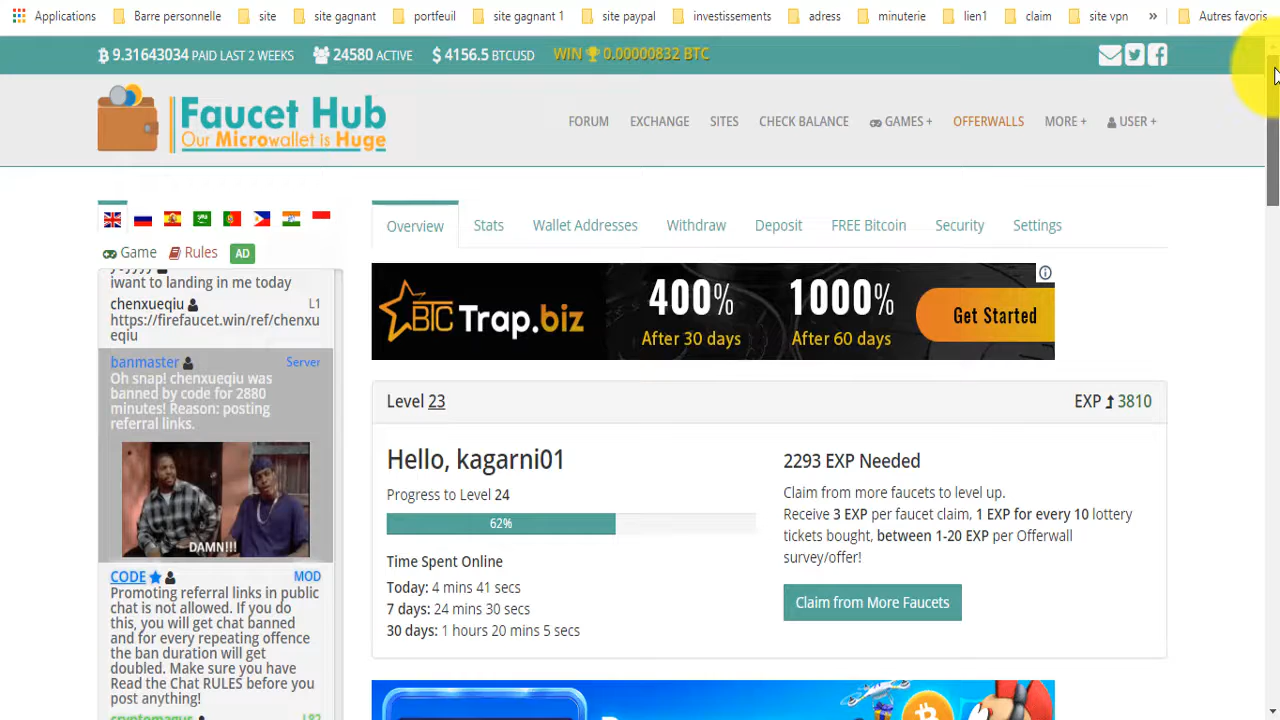 Applications
Barre personnelle
site
site gagnant
portfeuil
site gagnant 1
site paypal
investissements
adress
minuterie
lien1
claim
site vpn
»
Autres favoris
9.31643034 PAID LAST 2 WEEKS
24580 ACTIVE
$ 4156.5 BTCUSD
WIN 0.00000832 BTC
Faucet Hub
Our Microwallet is Huge
FORUM
EXCHANGE
SITES
CHECK BALANCE
GAMES +
OFFERWALLS
MORE +
USER +
Game
Rules
AD
iwant to landing in me today
chenxueqiu L1
https://firefaucet.win/ref/chenxu
eqiu
banmaster Server
Oh snap! chenxueqiu was
banned by code for 2880
minutes! Reason: posting
referral links.
DAMN!!!
CODE MOD
Promoting referral links in public
chat is not allowed. If you do
this, you will get chat banned
and for every repeating offence
the ban duration will get
doubled. Make sure you have
Read the Chat RULES before you
post anything!
Overview
Stats
Wallet Addresses
Withdraw
Deposit
FREE Bitcoin
Security
Settings
BTC Trap.biz
400%
After 30 days
1000%
After 60 days
Get Started
Level 23
EXP 3810
Hello, kagarni01
Progress to Level 24
62%
Time Spent Online
Today: 4 mins 41 secs
7 days: 24 mins 30 secs
30 days: 1 hours 20 mins 5 secs
2293 EXP Needed
Claim from more faucets to level up.
Receive 3 EXP per faucet claim, 1 EXP for every 10 lottery
tickets bought, between 1-20 EXP per Offerwall
survey/offer!
Claim from More Faucets